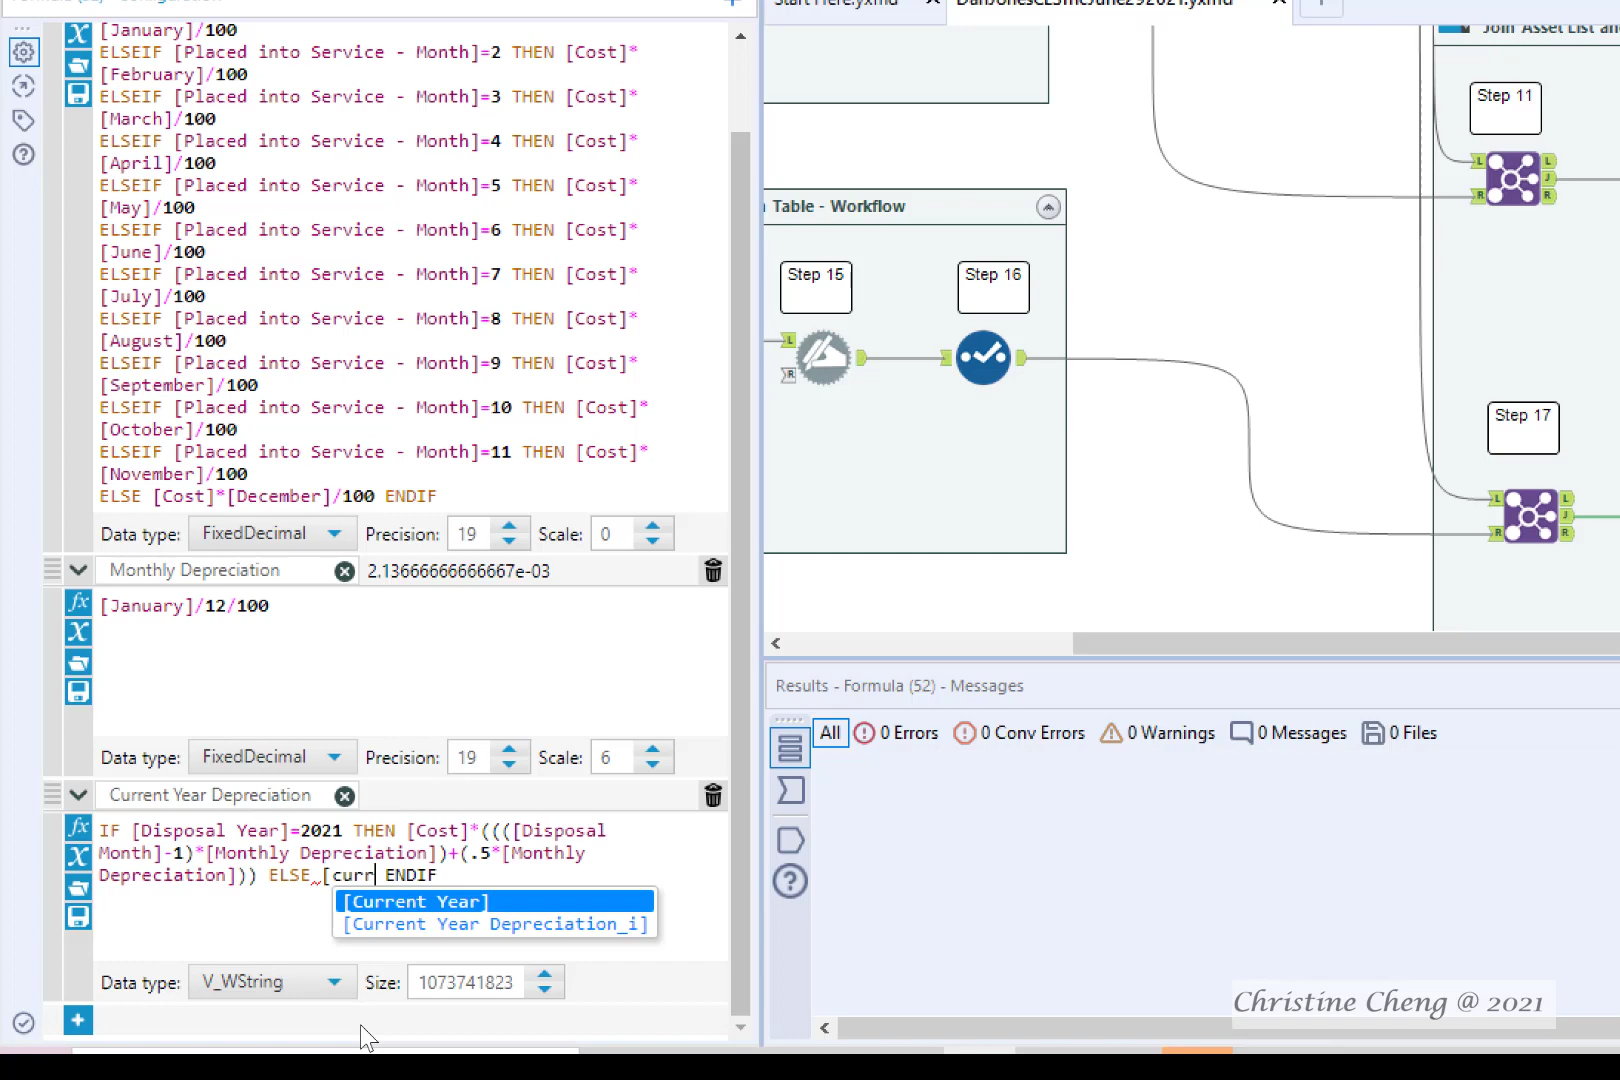 [January]/100
ELSEIF [Placed into Service - Month]=2 THEN [Cost]*
[February]/100
ELSEIF [Placed into Service - Month]=3 THEN [Cost]*
[March]/100
ELSEIF [Placed into Service - Month]=4 THEN [Cost]*
[April]/100
ELSEIF [Placed into Service - Month]=5 THEN [Cost]*
[May]/100
ELSEIF [Placed into Service - Month]=6 THEN [Cost]*
[June]/100
ELSEIF [Placed into Service - Month]=7 THEN [Cost]*
[July]/100
ELSEIF [Placed into Service - Month]=8 THEN [Cost]*
[August]/100
ELSEIF [Placed into Service - Month]=9 THEN [Cost]*
[September]/100
ELSEIF [Placed into Service - Month]=10 THEN [Cost]*
[October]/100
ELSEIF [Placed into Service - Month]=11 THEN [Cost]*
[November]/100
ELSE [Cost]*[December]/100 ENDIF
Data type: FixedDecimal Precision: 19 Scale: 0
Monthly Depreciation 2.13666666666667e-03
[January]/12/100
Data type: FixedDecimal Precision: 19 Scale: 6
Current Year Depreciation
IF [Disposal Year]=2021 THEN [Cost]*((([Disposal
Month]-1)*[Monthly Depreciation])+(.5*[Monthly
Depreciation])) ELSE [curr ENDIF
[Current Year]
[Current Year Depreciation_i]
Data type: V_WString Size: 1073741823
Start Here.yxmd
Join Asset List and
Step 11
Table - Workflow
Step 15
Step 16
Step 17
L
J
R
L
R
L
J
R
Results - Formula (52) - Messages
All 0 Errors 0 Conv Errors 0 Warnings 0 Messages 0 Files
Christine Cheng @ 2021